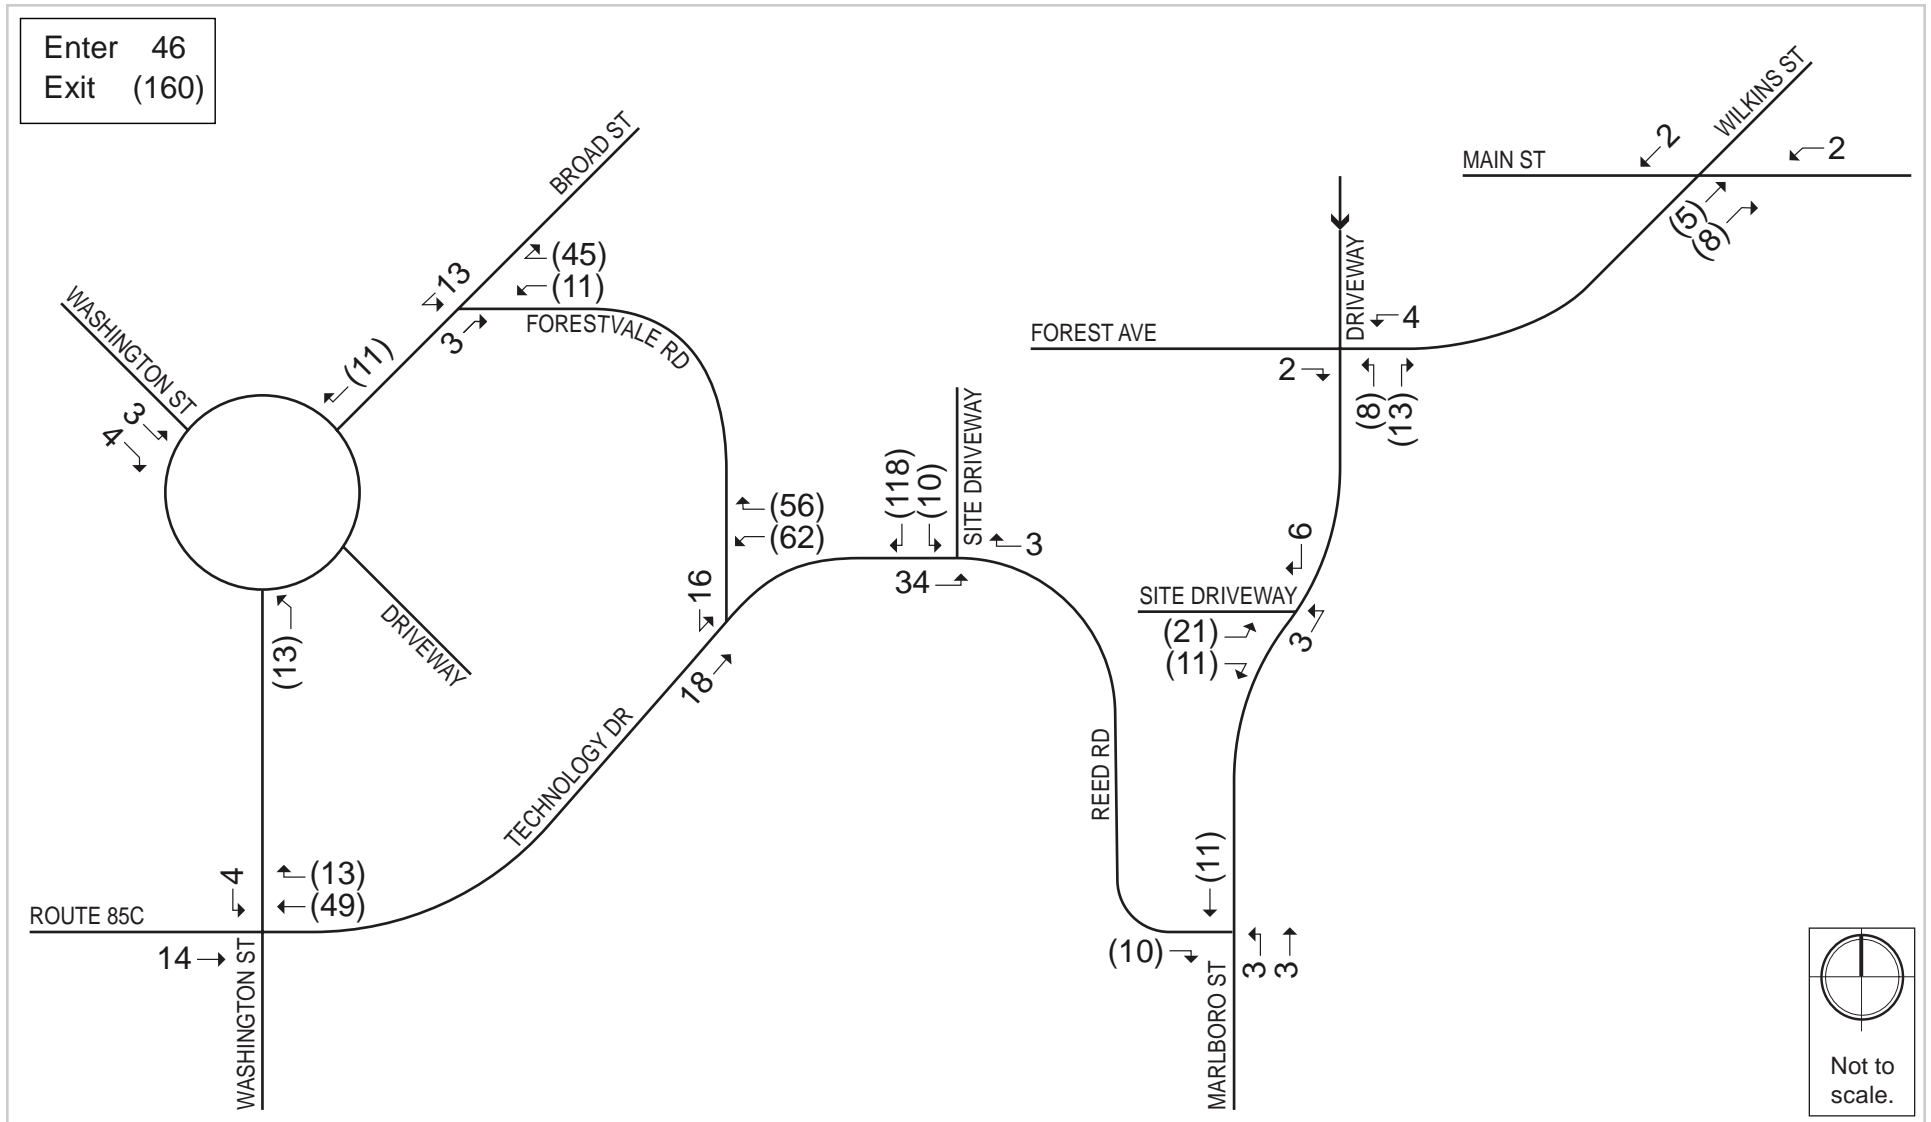 Enter 46
Exit (160)
BROAD ST
WILKINS ST
MAIN ST
2
2
(5)
(8)
(45)
(11)
13
FORESTVALE RD
3
WASHINGTON ST
(11)
3
4
DRIVEWAY
4
FOREST AVE
2
(8)
(13)
SITE DRIVEWAY
(118)
(10)
3
34
(56)
(62)
16
18
6
SITE DRIVEWAY
(21)
(11)
3
DRIVEWAY
(13)
TECHNOLOGY DR
REED RD
(11)
4
(13)
(49)
ROUTE 85C
14
WASHINGTON ST
(10)
3
3
MARLBORO ST
Not to
scale.